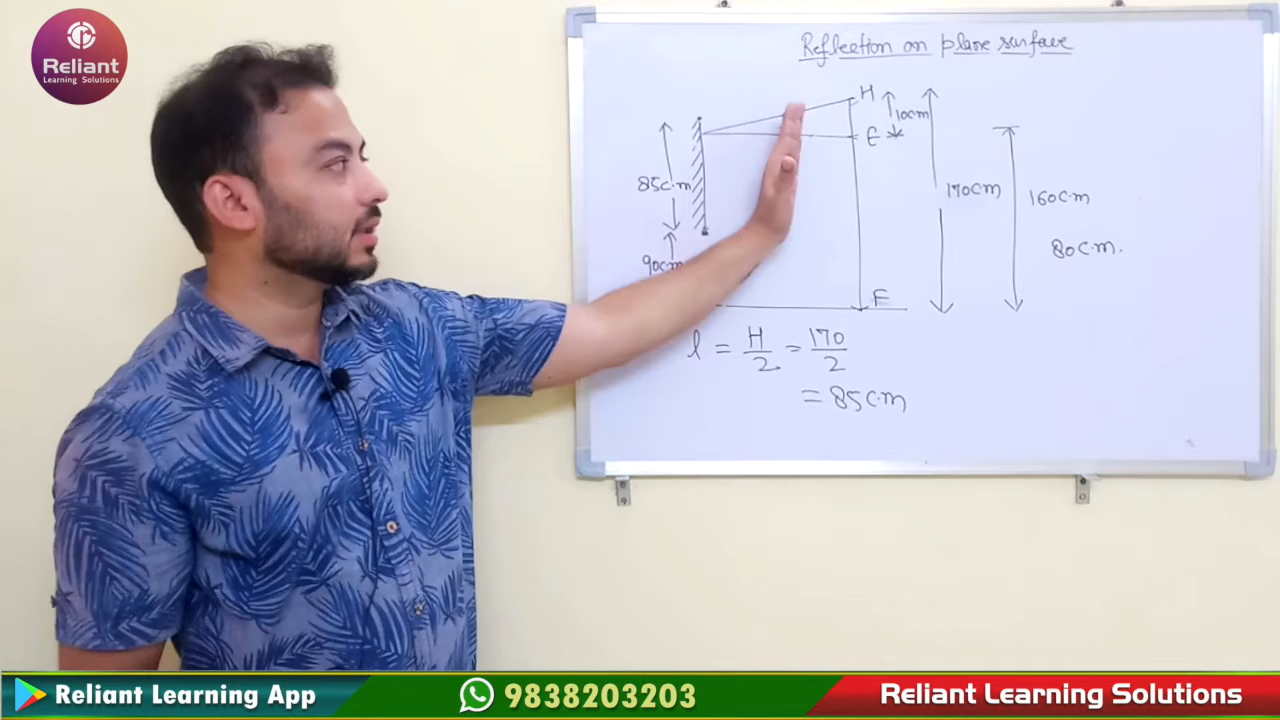 Reliant
Learning Solutions
Reflection on plane surface
H
10cm
E
85c.m
170cm
160c.m
80c.m.
90cm
F
l = H/2 = 170/2
= 85c.m
Reliant Learning App
9838203203
Reliant Learning Solutions